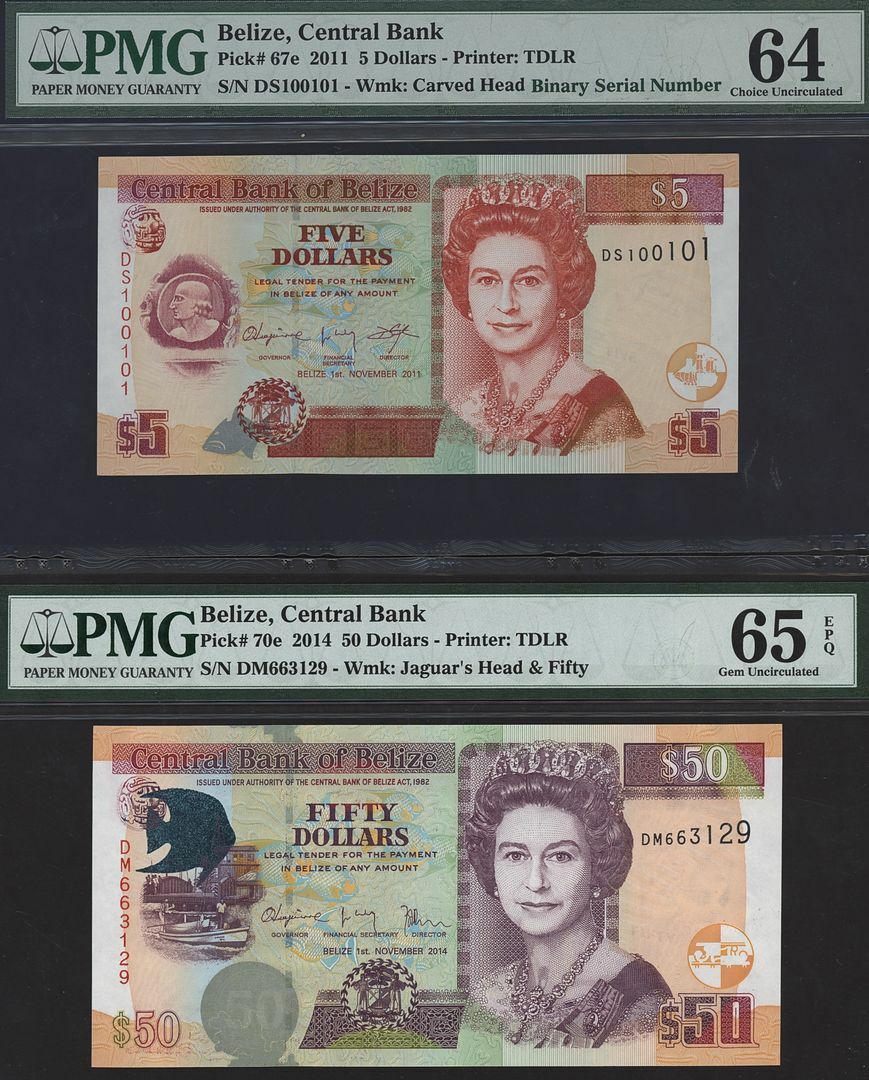 PMG
PAPER MONEY GUARANTY
Belize, Central Bank
Pick# 67e 2011 5 Dollars - Printer: TDLR
S/N DS100101 - Wmk: Carved Head Binary Serial Number
64
Choice Uncirculated
Central Bank of Belize
ISSUED UNDER AUTHORITY OF THE CENTRAL BANK OF BELIZE ACT, 1982
$5
FIVE
DOLLARS
DS100101
LEGAL TENDER FOR THE PAYMENT
IN BELIZE OF ANY AMOUNT
DS100101
GOVERNOR FINANCIAL SECRETARY DIRECTOR
BELIZE 1st. NOVEMBER 2011
$5
$5
PMG
PAPER MONEY GUARANTY
Belize, Central Bank
Pick# 70e 2014 50 Dollars - Printer: TDLR
S/N DM663129 - Wmk: Jaguar's Head & Fifty
65 EPQ
Gem Uncirculated
Central Bank of Belize
ISSUED UNDER AUTHORITY OF THE CENTRAL BANK OF BELIZE ACT, 1982
$50
FIFTY
DOLLARS
DM663129
LEGAL TENDER FOR THE PAYMENT
IN BELIZE OF ANY AMOUNT
DM663129
GOVERNOR FINANCIAL SECRETARY DIRECTOR
BELIZE 1st. NOVEMBER 2014
50
$50
$50